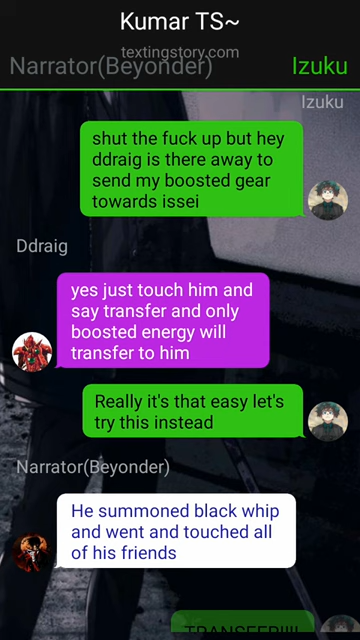 Kumar TS~
textingstory.com
Narrator(Beyonder)
Izuku
Izuku
shut the fuck up but hey
ddraig is there away to
send my boosted gear
towards issei
Ddraig
yes just touch him and
say transfer and only
boosted energy will
transfer to him
Really it's that easy let's
try this instead
Narrator(Beyonder)
He summoned black whip
and went and touched all
of his friends